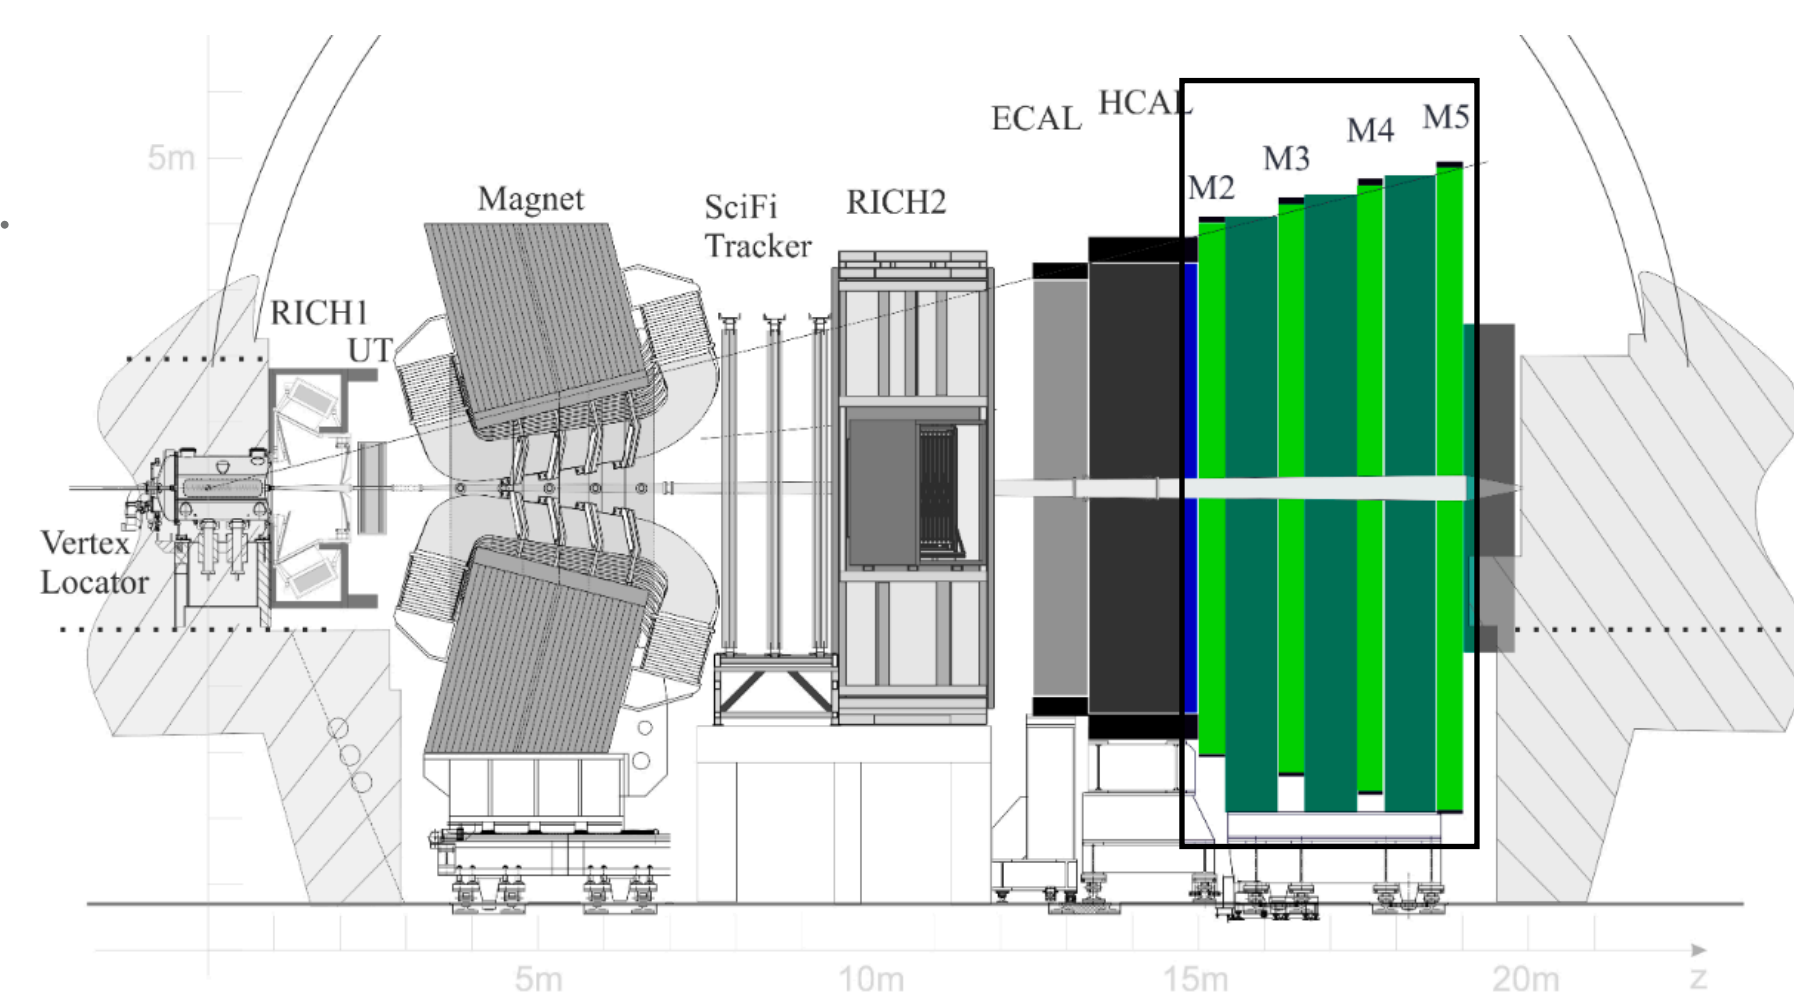 5m
Magnet
SciFi
Tracker
RICH2
ECAL
HCAL
M2
M3
M4
M5
RICH1
UT
Vertex
Locator
5m
10m
15m
20m
z